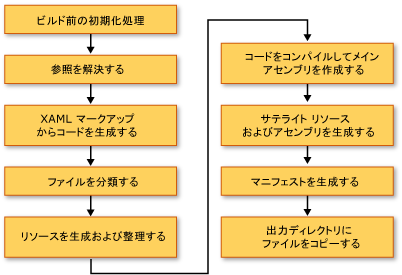 ビルド前の初期化処理
参照を解決する
XAML マークアップ
からコードを生成する
ファイルを分類する
リソースを生成および整理する
コードをコンパイルしてメイン
アセンブリを作成する
サテライト リソース
およびアセンブリを生成する
マニフェストを生成する
出力ディレクトリに
ファイルをコピーする